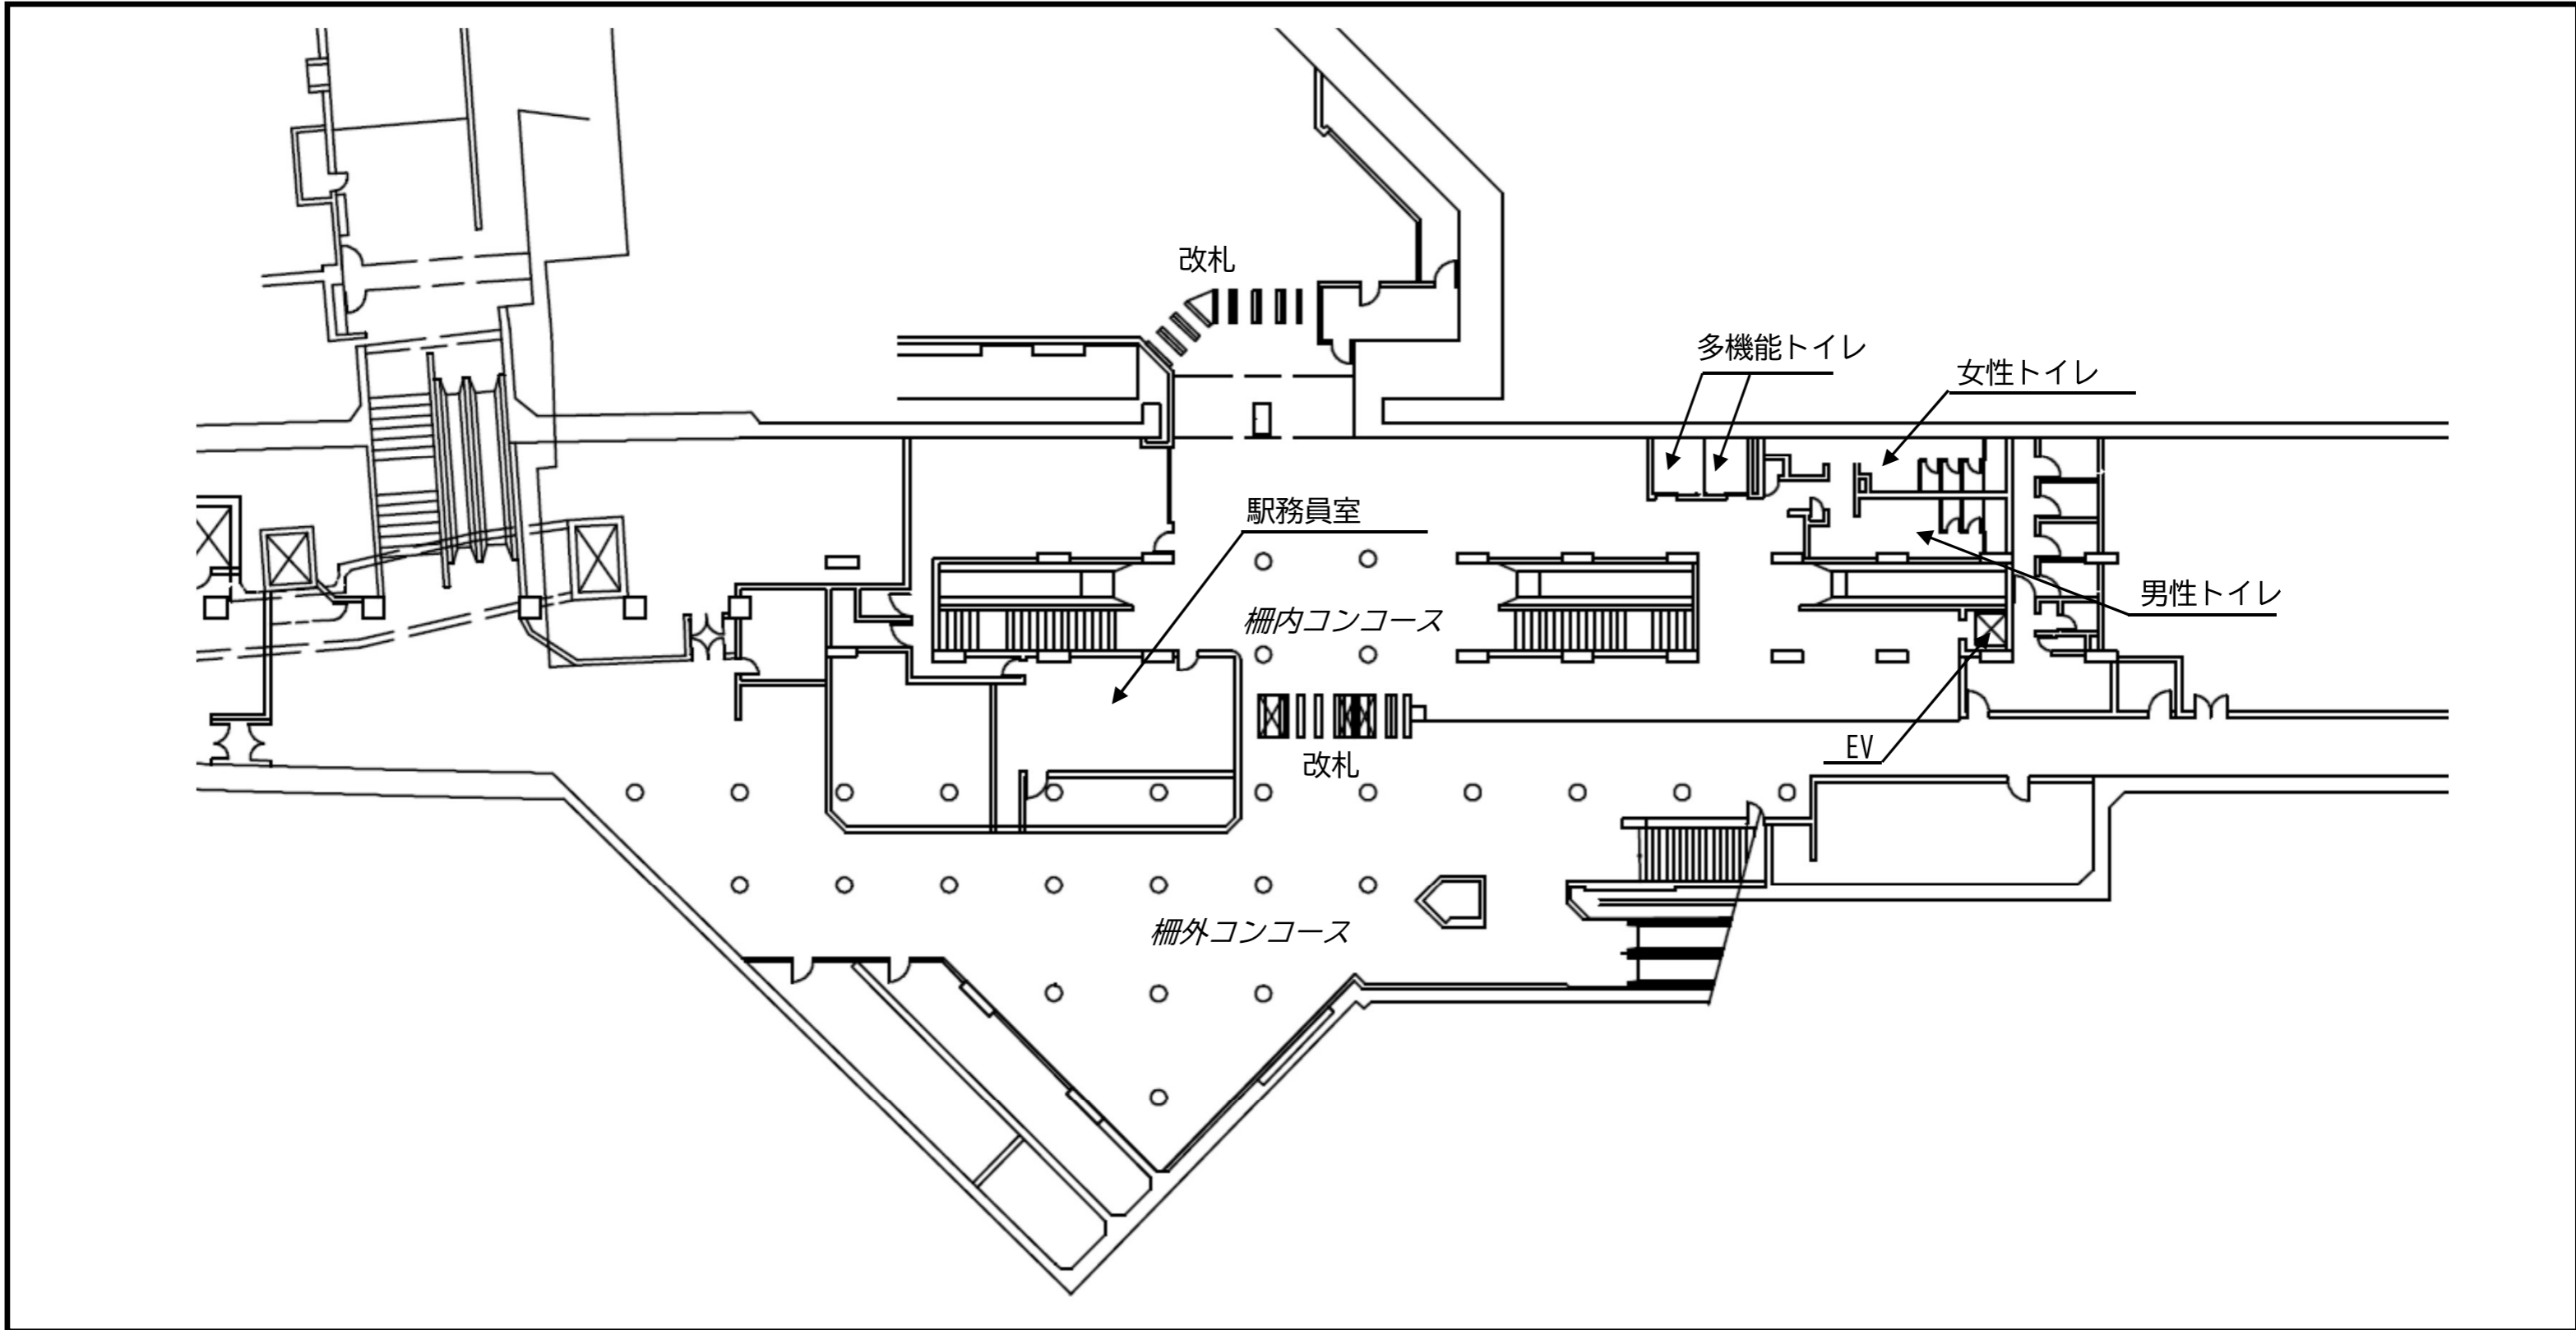 改札
多機能トイレ
女性トイレ
駅務員室
男性トイレ
柵内コンコース
EV
改札
柵外コンコース